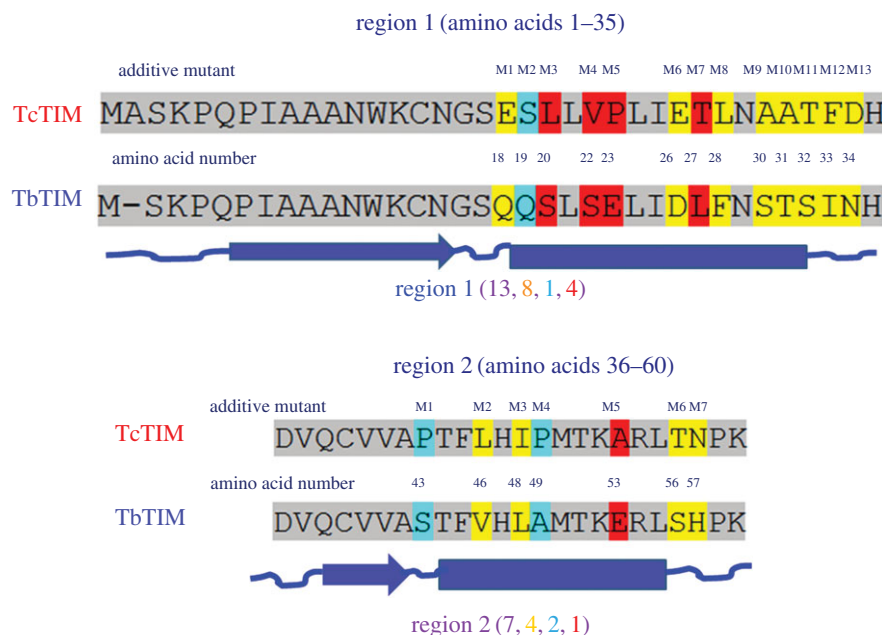 region 1 (amino acids 1–35)
additive mutant M1 M2 M3 M4 M5 M6 M7 M8 M9 M10 M11 M12 M13
TcTIM MASKPQPIAAANWKCNGSESLLVPLIETLNAATFDH
amino acid number 18 19 20 22 23 26 27 28 30 31 32 33 34
TbTIM M-SKPQPIAAANWKCNGSQQSLSELIDLFNSTSINH
region 1 (13, 8, 1, 4)
region 2 (amino acids 36–60)
additive mutant M1 M2 M3 M4 M5 M6 M7
TcTIM DVQCVVAPTFLHIPMTKARLTNPK
amino acid number 43 46 48 49 53 56 57
TbTIM DVQCVVASTFVHLAMTKERLSHPK
region 2 (7, 4, 2, 1)